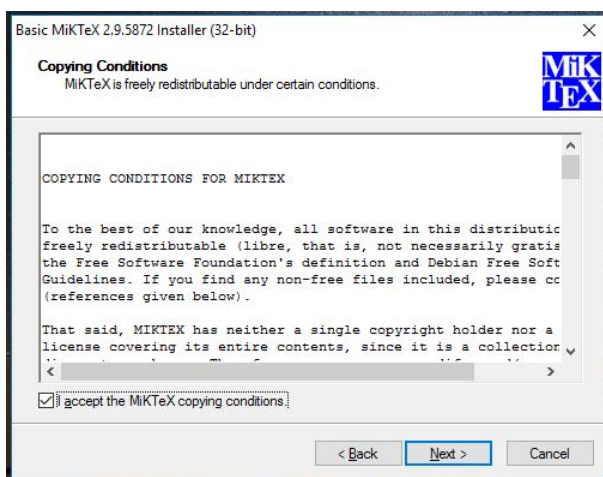 Basic MiKTeX 2.9.5872 Installer (32-bit)
Copying Conditions
MiKTeX is freely redistributable under certain conditions.
MiK
TEX
COPYING CONDITIONS FOR MIKTEX
To the best of our knowledge, all software in this distributic
freely redistributable (libre, that is, not necessarily gratis
the Free Software Foundation's definition and Debian Free Soft
Guidelines. If you find any non-free files included, please cc
(references given below).
That said, MIKTEX has neither a single copyright holder nor a
license covering its entire contents, since it is a collection
I accept the MiKTeX copying conditions.
< Back
Next >
Cancel